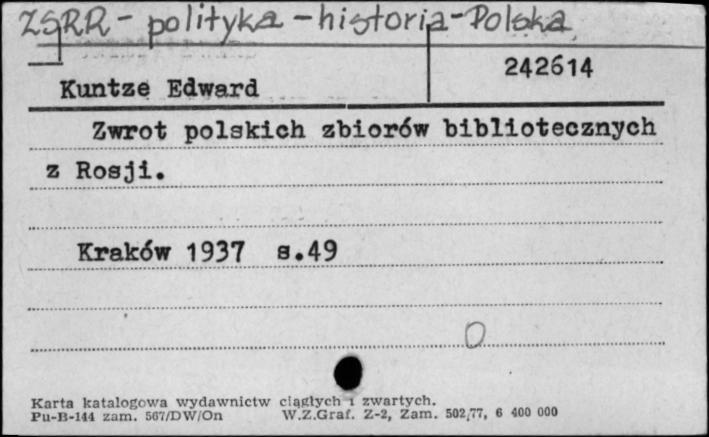 ZSRR - polityka - historia - Polska
242614
Kuntze Edward
Zwrot polskich zbiorów bibliotecznych
z Rosji.
Kraków 1937 s.49
Karta katalogowa wydawnictw ciągłych i zwartych.
Pu-B-144 zam. 567/DW/On W.Z.Graf. Z-2, Zam. 502/77, 6 400 000